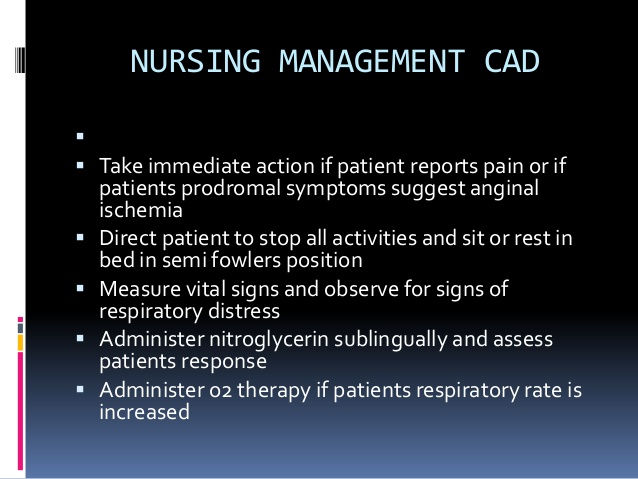 NURSING MANAGEMENT CAD
▪
▪ Take immediate action if patient reports pain or if
patients prodromal symptoms suggest anginal
ischemia
▪ Direct patient to stop all activities and sit or rest in
bed in semi fowlers position
▪ Measure vital signs and observe for signs of
respiratory distress
▪ Administer nitroglycerin sublingually and assess
patients response
▪ Administer o2 therapy if patients respiratory rate is
increased